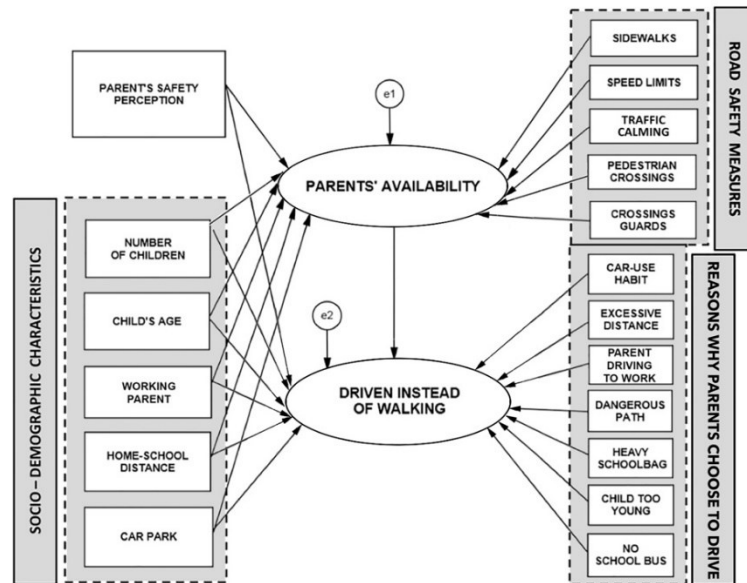 PARENT'S SAFETY
PERCEPTION
e1
PARENTS' AVAILABILITY
SIDEWALKS
SPEED LIMITS
TRAFFIC
CALMING
PEDESTRIAN
CROSSINGS
CROSSINGS
GUARDS
ROAD SAFETY MEASURES
SOCIO – DEMOGRAPHIC CHARACTERISTICS
NUMBER
OF CHILDREN
CHILD'S AGE
WORKING
PARENT
HOME-SCHOOL
DISTANCE
CAR PARK
e2
DRIVEN INSTEAD
OF WALKING
CAR-USE
HABIT
EXCESSIVE
DISTANCE
PARENT
DRIVING
TO WORK
DANGEROUS
PATH
HEAVY
SCHOOLBAG
CHILD TOO
YOUNG
NO
SCHOOL BUS
REASONS WHY PARENTS CHOOSE TO DRIVE